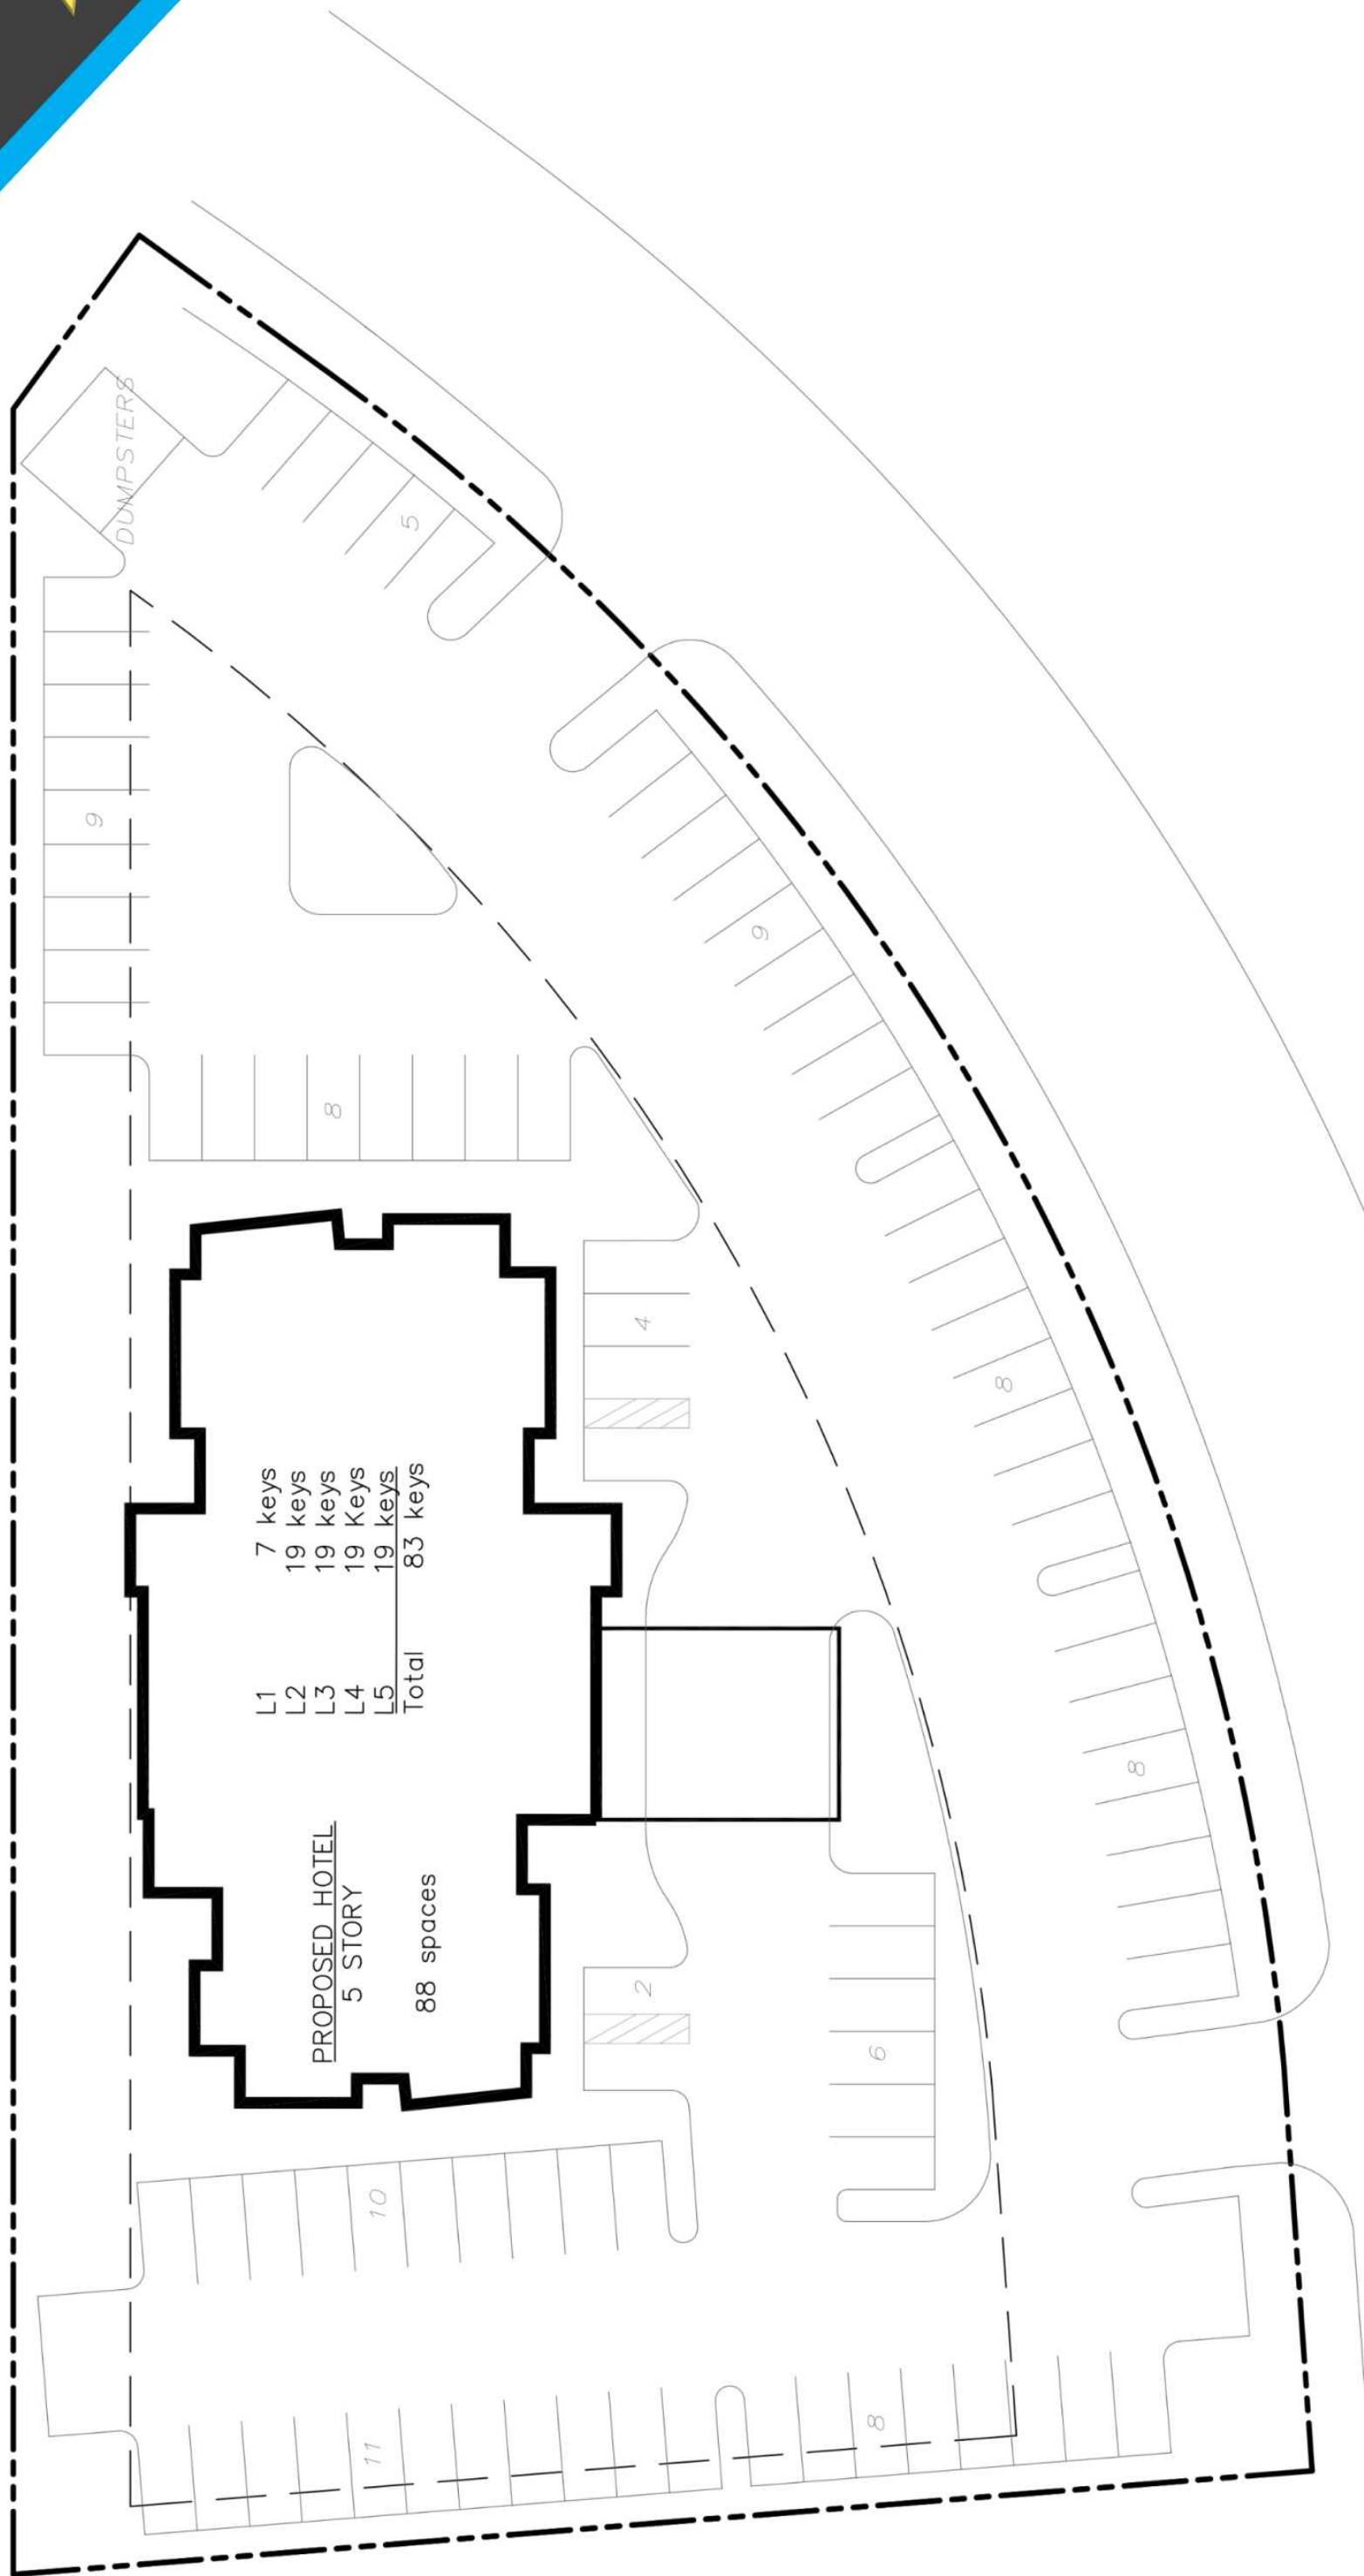 DUMPSTERS
5
9
9
8
4
8
8
L1 7 keys
L2 19 keys
L3 19 keys
L4 19 Keys
L5 19 keys
Total 83 keys
PROPOSED HOTEL
5 STORY
88 spaces
2
6
10
11
8